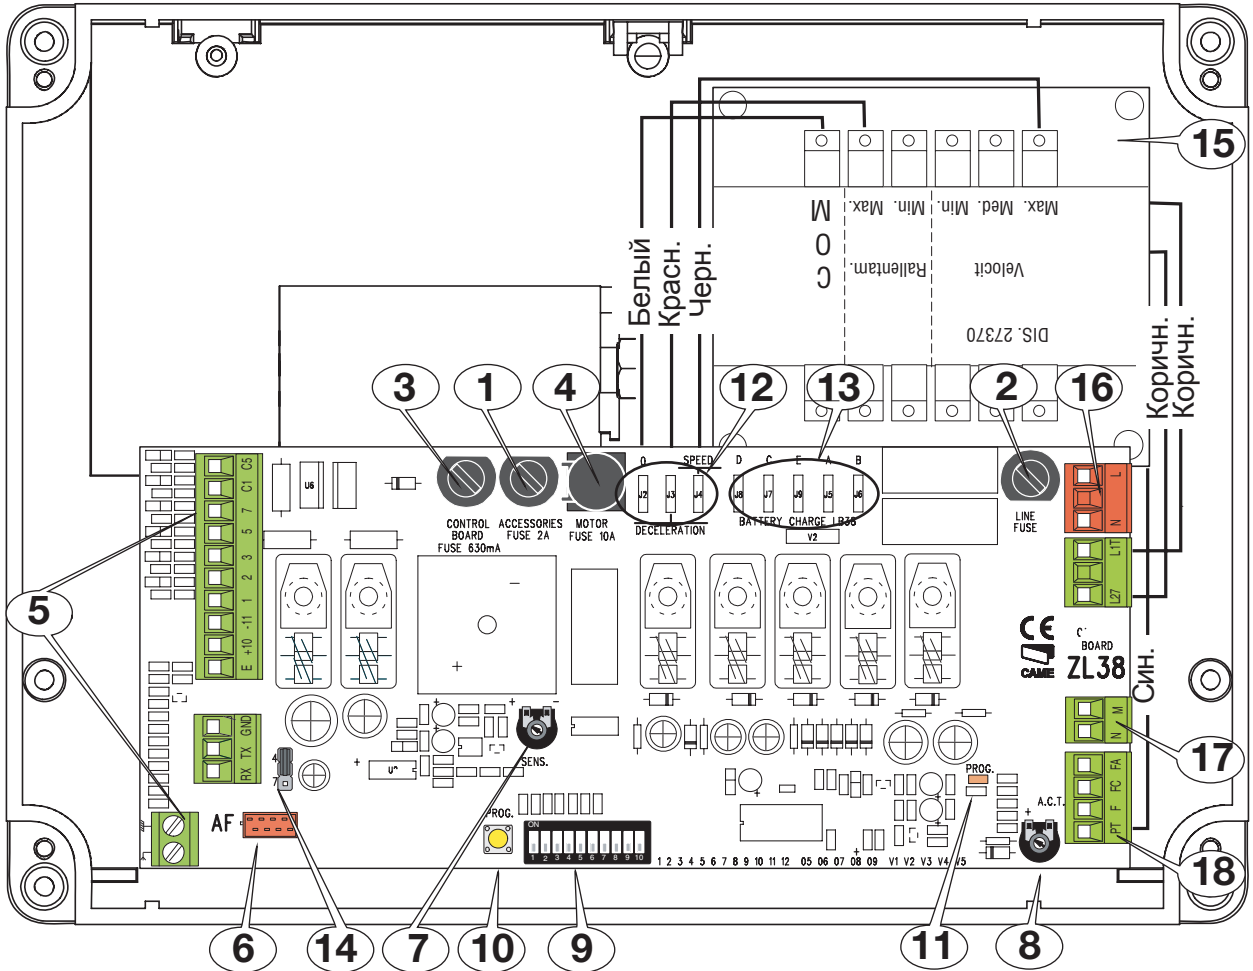 15
Max.
Med.
Min.
Min.
Max.
C O M
Velocit
Rallentam.
DIS. 27370
Белый
Красн.
Черн.
Коричн.
Коричн.
3
1
4
12
13
2
16
O
SPEED
D
C
E
A
B
J2
J3
J4
J8
J7
J9
J5
J6
CONTROL
BOARD
FUSE 630mA
ACCESSORIES
FUSE 2A
MOTOR
FUSE 10A
DECELERATION
BATTERY CHARGE LB38
V2
LINE
FUSE
U6
C5
C1
7
5
3
2
1
-11
+10
E
L
N
L1T
L27
5
CE
CAME
BOARD
ZL38
Син.
M
N
17
GND
TX
RX
4
7
SENS.
PROG.
A.C.T.
FA
FC
F
PT
18
AF
PROG.
ON
1 2 3 4 5 6 7 8 9 10
1 2 3 4 5 6 7 8 9 10 11 12 05 06 07 08 09 V1 V2 V3 V4 V5
6
14
7
10
9
11
8